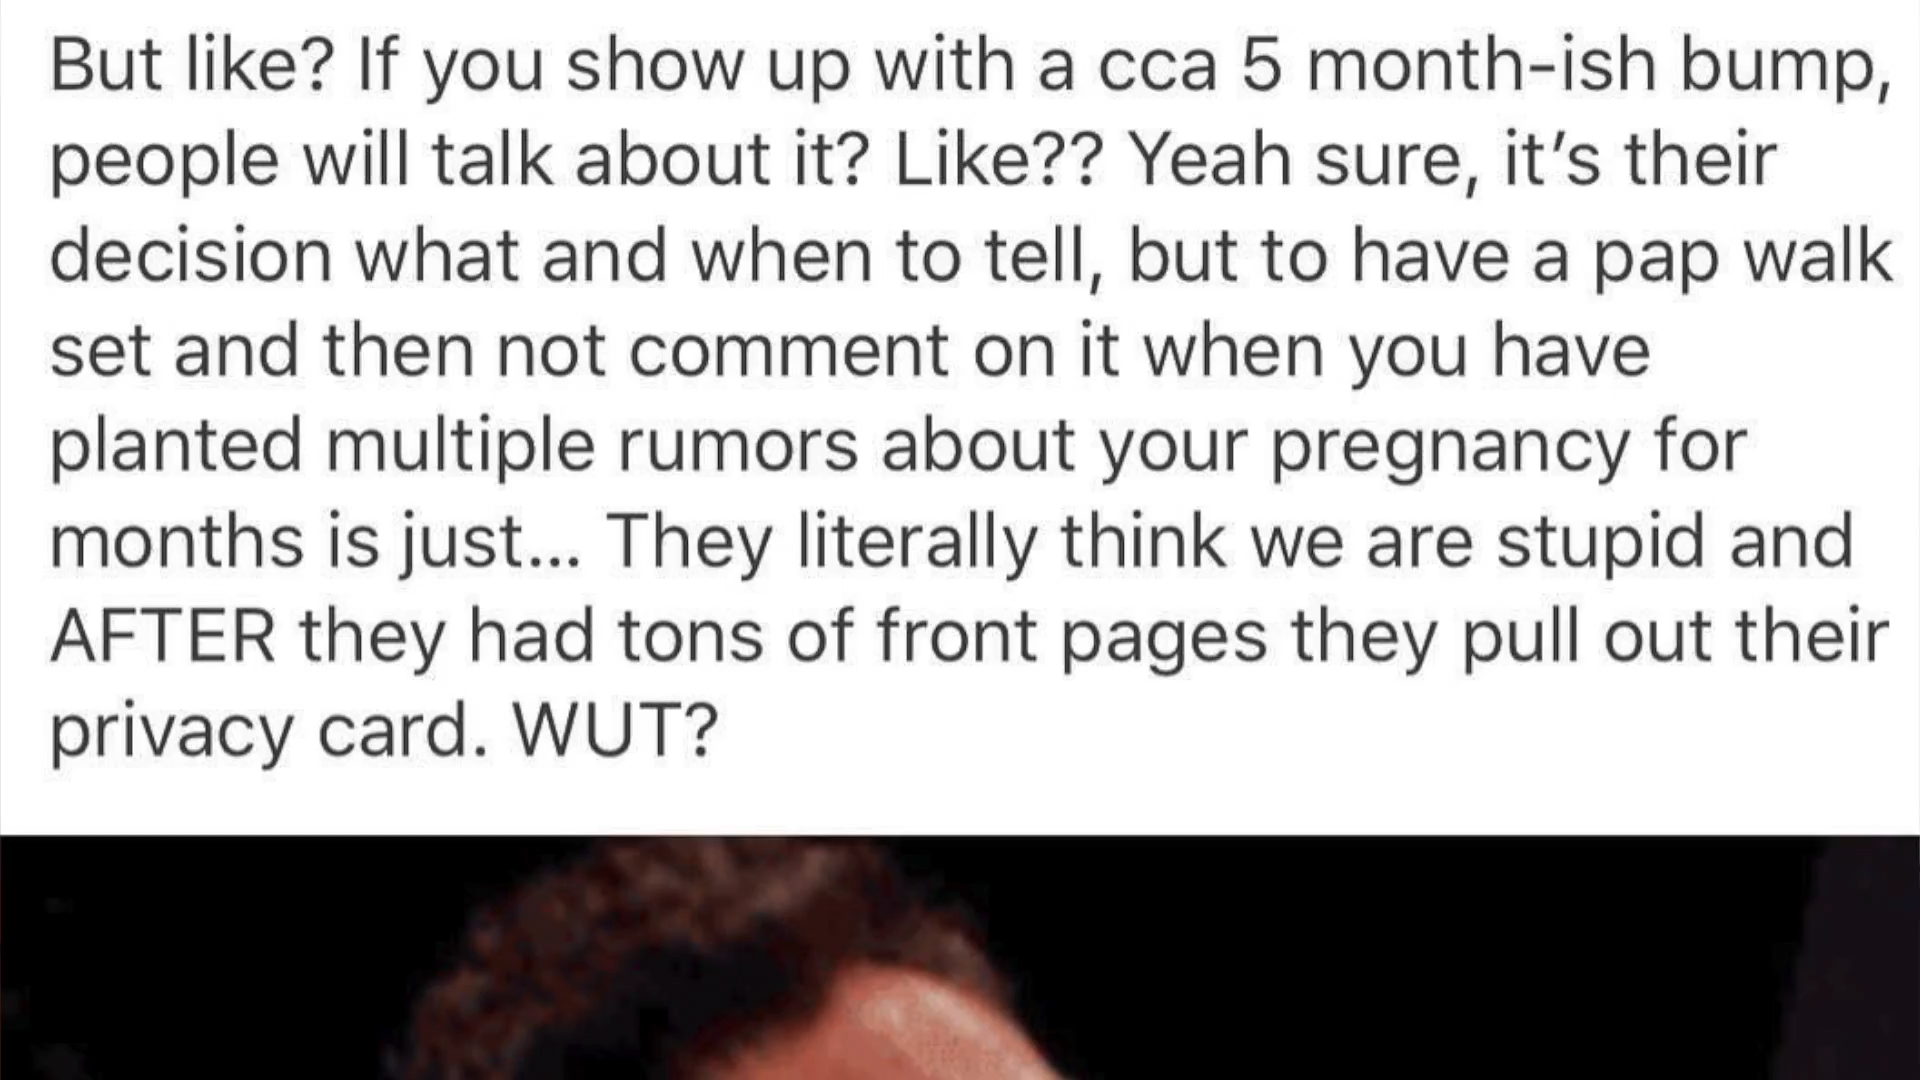 But like? If you show up with a cca 5 month-ish bump,
people will talk about it? Like?? Yeah sure, it’s their
decision what and when to tell, but to have a pap walk
set and then not comment on it when you have
planted multiple rumors about your pregnancy for
months is just... They literally think we are stupid and
AFTER they had tons of front pages they pull out their
privacy card. WUT?